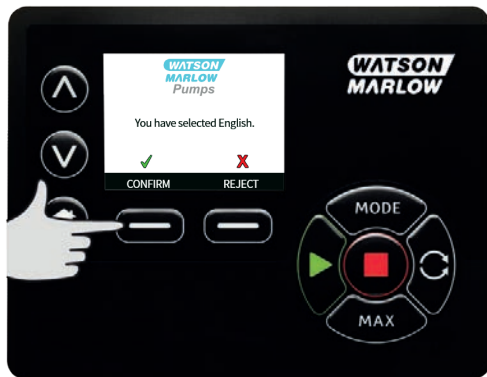 WATSON
MARLOW
Pumps
You have selected English.
CONFIRM REJECT
WATSON
MARLOW
MODE
MAX